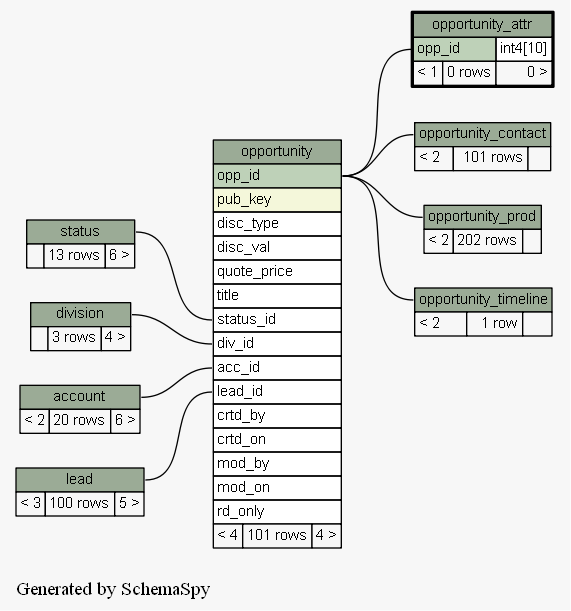 opportunity_attr
opp_id int4[10]
< 1 0 rows 0 >
opportunity_contact
< 2 101 rows
opportunity_prod
< 2 202 rows
opportunity_timeline
< 2 1 row
opportunity
opp_id
pub_key
disc_type
disc_val
quote_price
title
status_id
div_id
acc_id
lead_id
crtd_by
crtd_on
mod_by
mod_on
rd_only
< 4 101 rows 4 >
status
13 rows 6 >
division
3 rows 4 >
account
< 2 20 rows 6 >
lead
< 3 100 rows 5 >
Generated by SchemaSpy